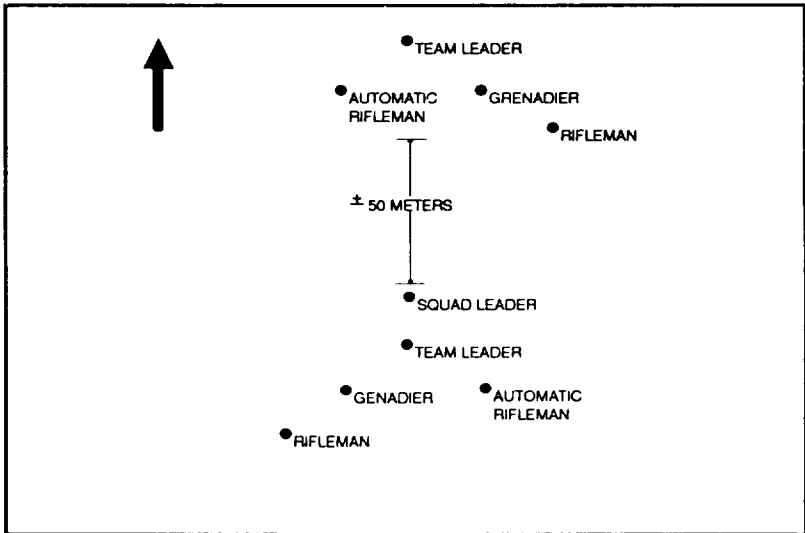 TEAM LEADER
AUTOMATIC
RIFLEMAN
GRENADIER
RIFLEMAN
± 50 METERS
SQUAD LEADER
TEAM LEADER
GENADIER
AUTOMATIC
RIFLEMAN
RIFLEMAN